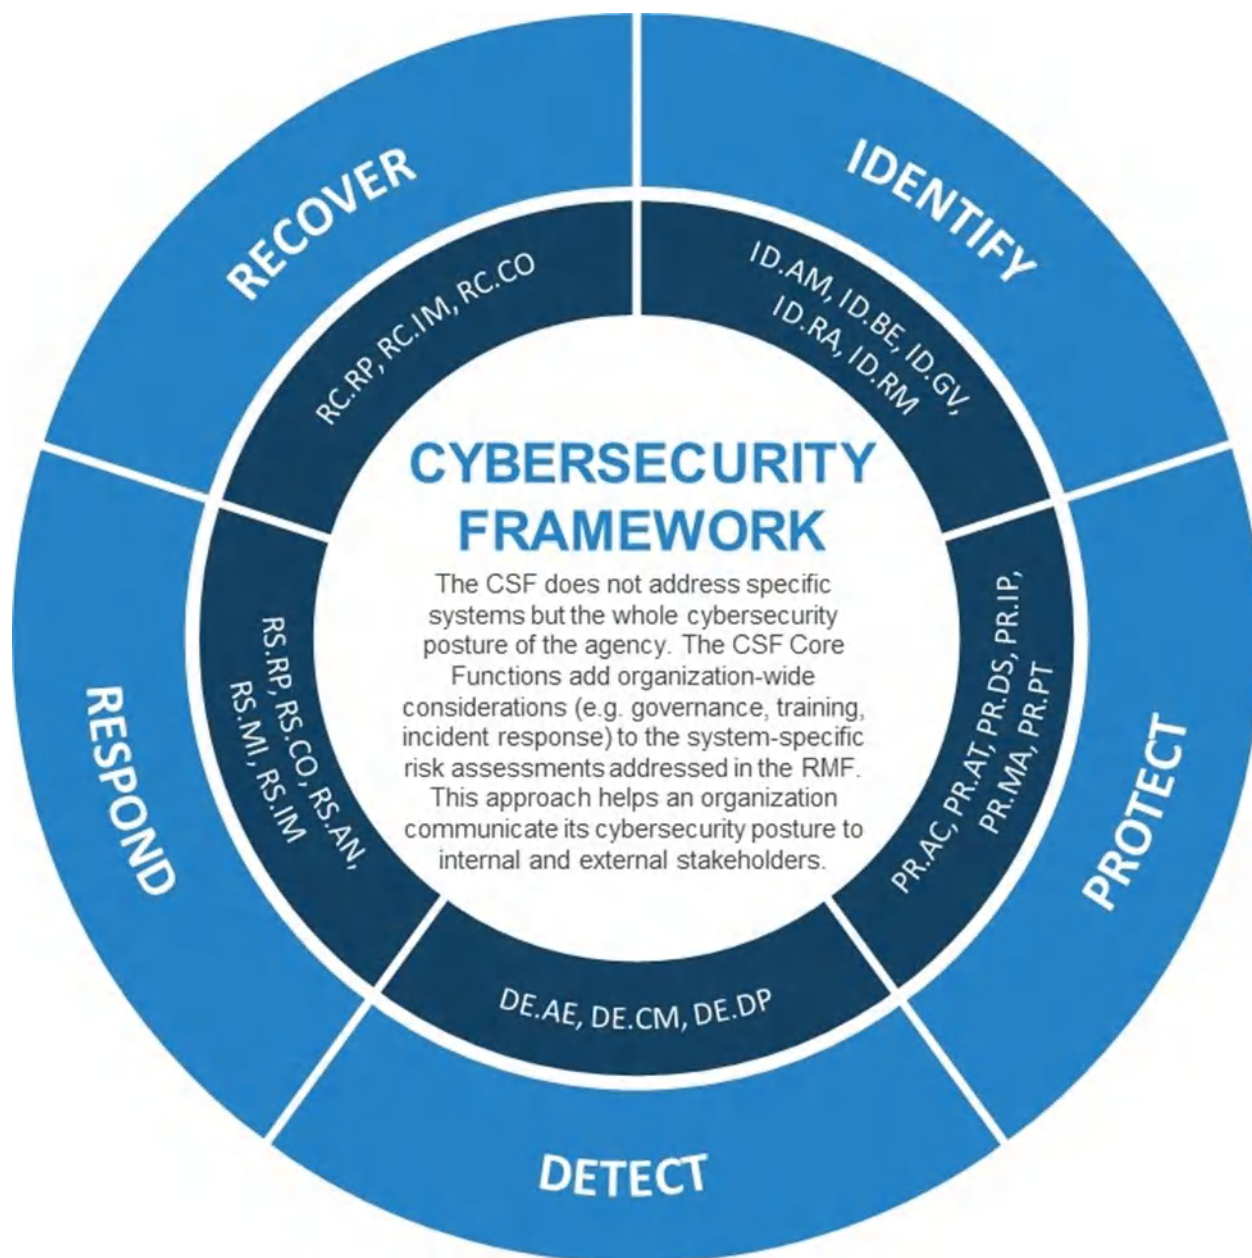 RECOVER
IDENTIFY
RC.RP, RC.IM, RC.CO
ID.AM, ID.BE, ID.GV,
ID.RA, ID.RM
CYBERSECURITY
FRAMEWORK
The CSF does not address specific
systems but the whole cybersecurity
posture of the agency. The CSF Core
Functions add organization-wide
considerations (e.g. governance, training,
incident response) to the system-specific
risk assessments addressed in the RMF.
This approach helps an organization
communicate its cybersecurity posture to
internal and external stakeholders.
RESPOND
RS.RP, RS.CO, RS.AN,
RS.MI, RS.IM
PR.AC, PR.AT, PR.DS, PR.IP,
PR.MA, PR.PT
PROTECT
DE.AE, DE.CM, DE.DP
DETECT